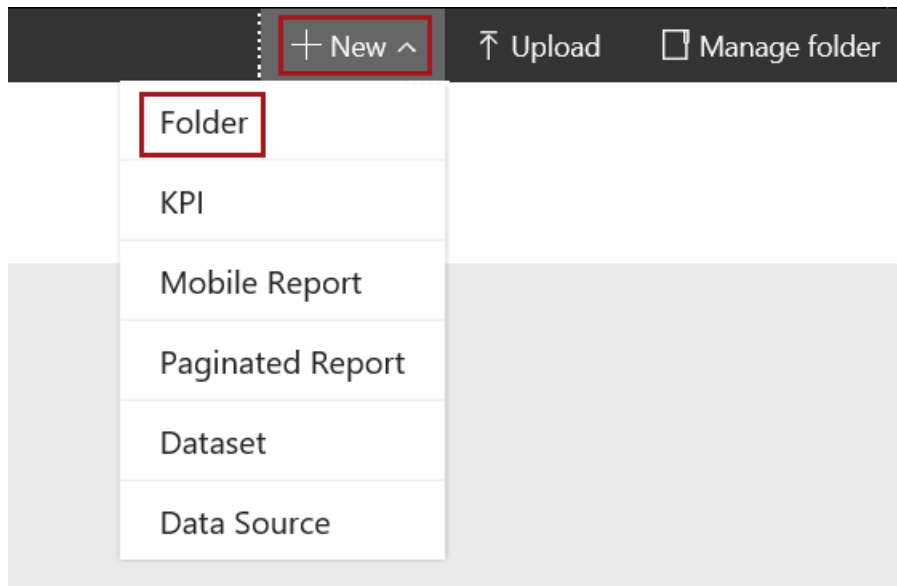 New Upload Manage folder
Folder
KPI
Mobile Report
Paginated Report
Dataset
Data Source